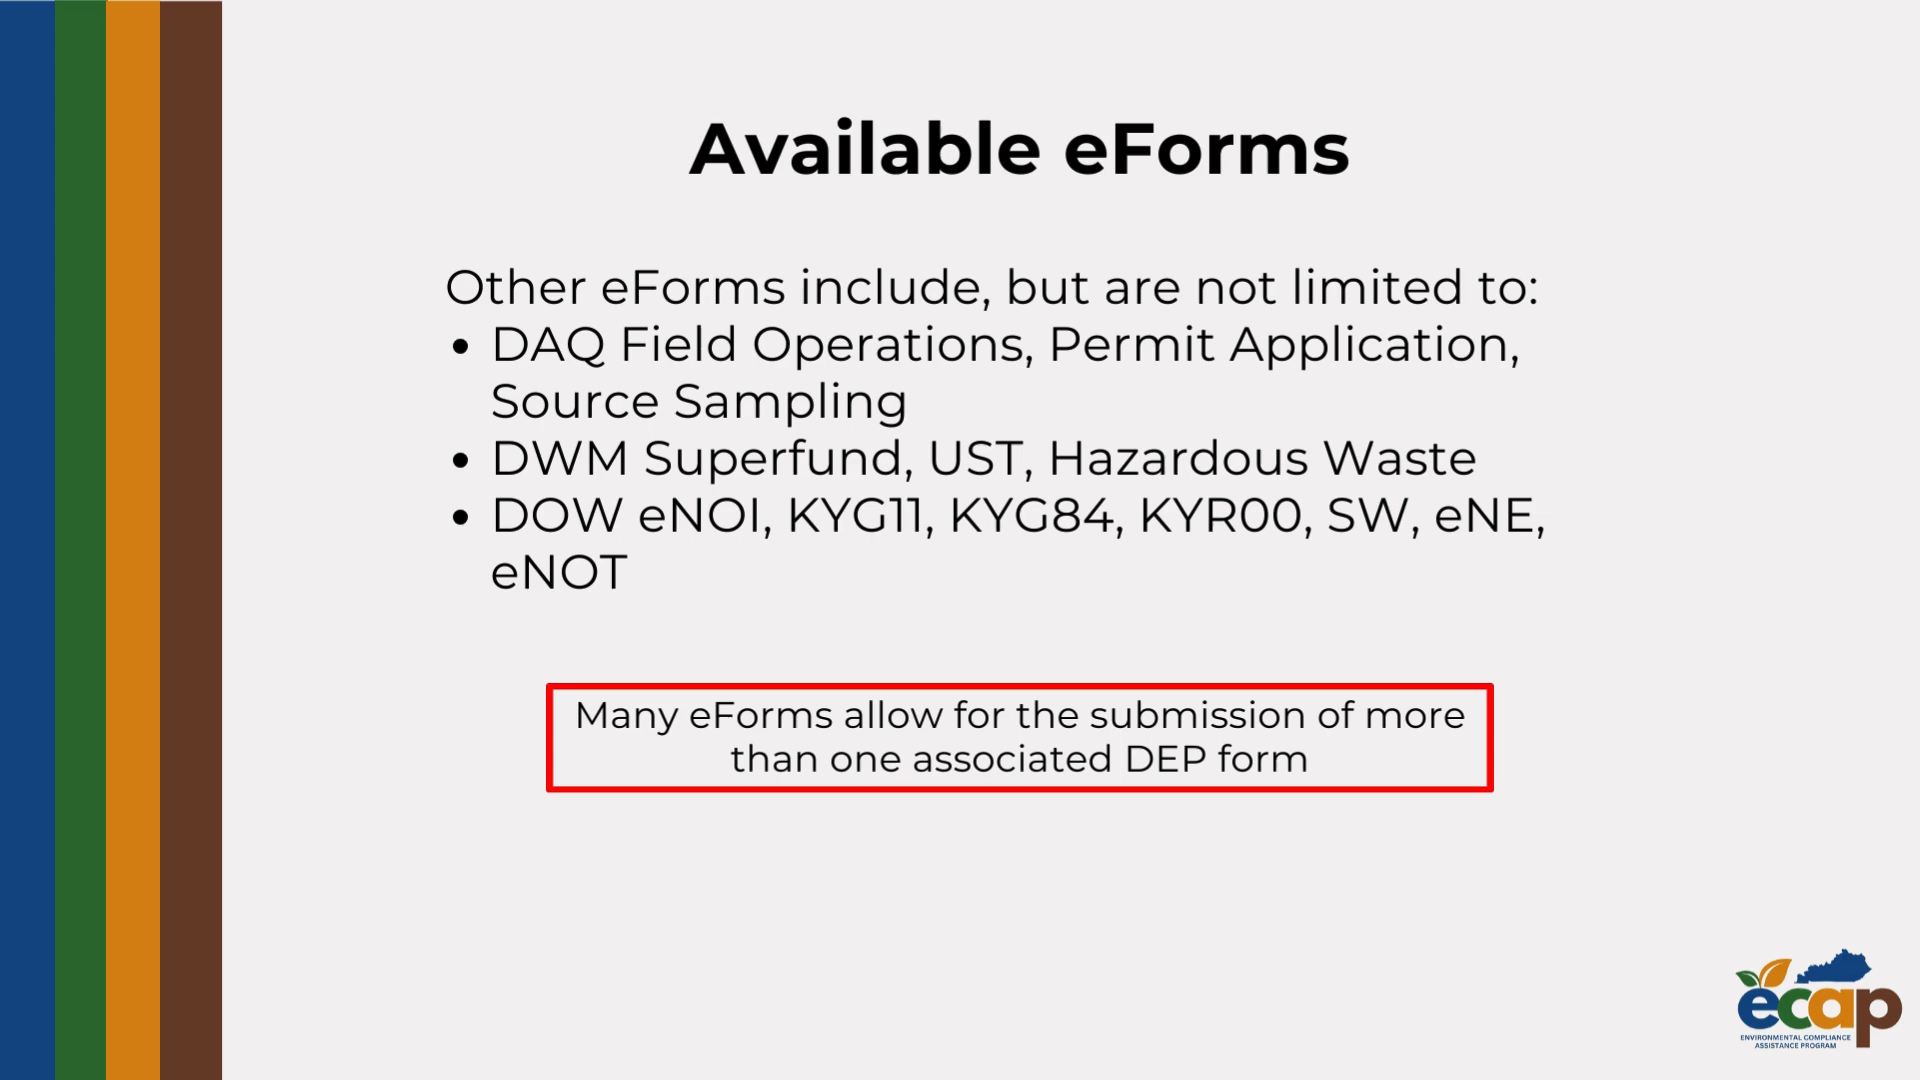 Available eForms
Other eForms include, but are not limited to:
• DAQ Field Operations, Permit Application,
Source Sampling
• DWM Superfund, UST, Hazardous Waste
• DOW eNOI, KYG11, KYG84, KYR00, SW, eNE,
eNOT
Many eForms allow for the submission of more
than one associated DEP form
ecap
ENVIRONMENTAL COMPLIANCE
ASSISTANCE PROGRAM